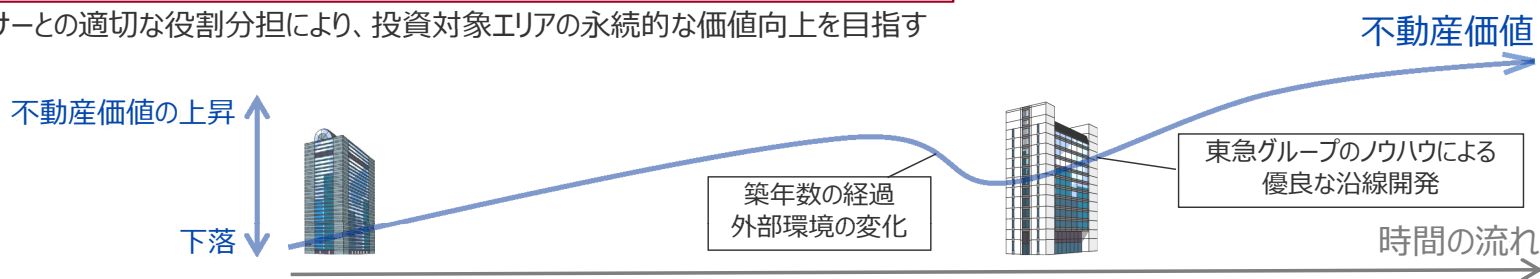 サーとの適切な役割分担により、投資対象エリアの永続的な価値向上を目指す
不動産価値
不動産価値の上昇
下落
築年数の経過
外部環境の変化
東急グループのノウハウによる
優良な沿線開発
時間の流れ